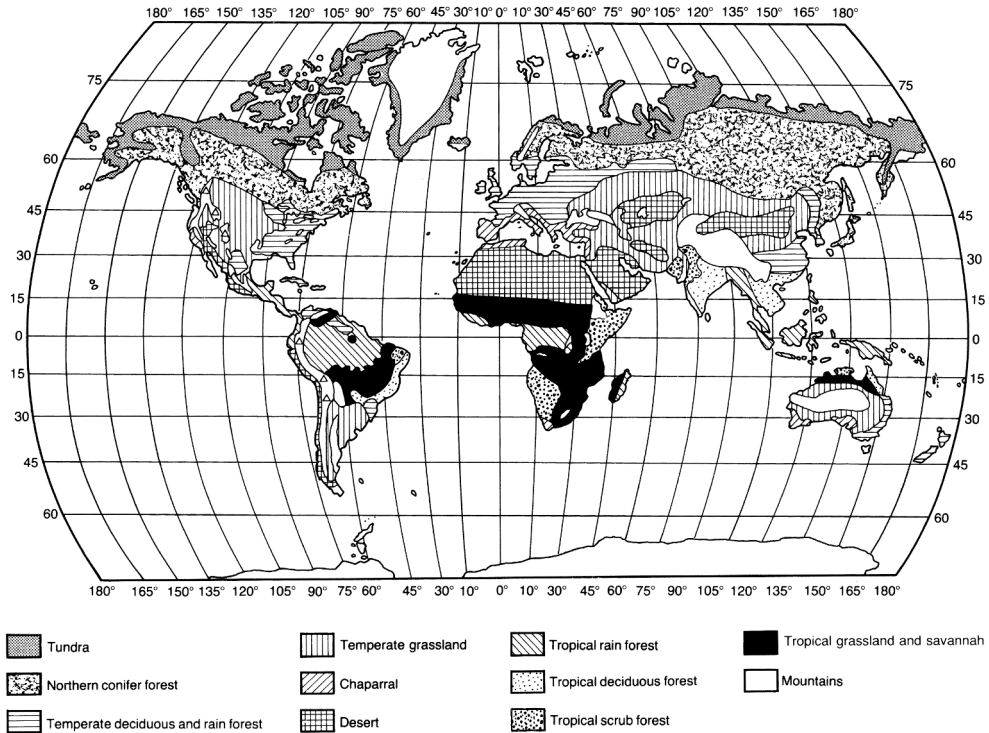 180° 165° 150° 135° 120° 105° 90° 75° 60° 45° 30° 10° 0° 10° 30° 45° 60° 75° 90° 105° 120° 135° 150° 165° 180°
75 75
60 60
45 45
30 30
15 15
0 0
15 15
30 30
45 45
60 60
180° 165° 150° 135° 120° 105° 90° 75° 60 45° 30° 10° 0° 10° 30° 45° 60° 75° 90° 105° 120° 135° 150° 165° 180°
Tundra
Northern conifer forest
Temperate deciduous and rain forest
Temperate grassland
Chaparral
Desert
Tropical rain forest
Tropical deciduous forest
Tropical scrub forest
Tropical grassland and savannah
Mountains